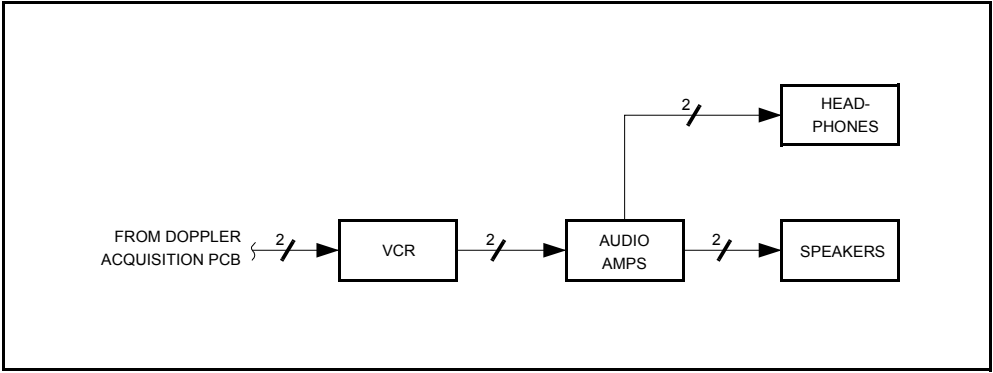 2
HEAD-
PHONES
FROM DOPPLER
ACQUISITION PCB
2
VCR
2
AUDIO
AMPS
2
SPEAKERS